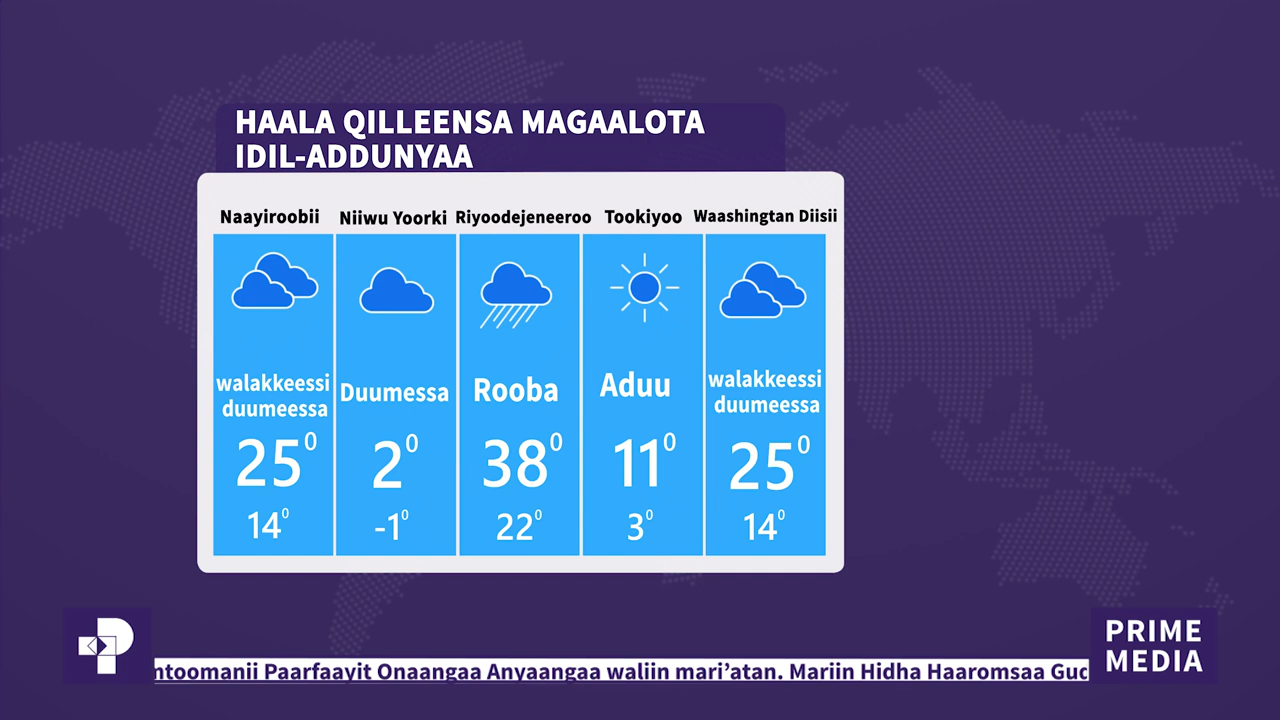 HAALA QILLEENSA MAGAALOTA
IDIL-ADDUNYAA
Naayiroobii
Niiwu Yoorki
Riyoodejeneeroo
Tookiyoo
Waashingtan Diisii
walakkeessi
duumeessa
25⁰
14⁰
Duumessa
2⁰
-1⁰
Rooba
38⁰
22⁰
Aduu
11⁰
3⁰
walakkeessi
duumeessa
25⁰
14⁰
PRIME
MEDIA
Paarfaayit Onaangaa Anyaangaa waliin mari’atan. Mariin Hidha Haaromsaa